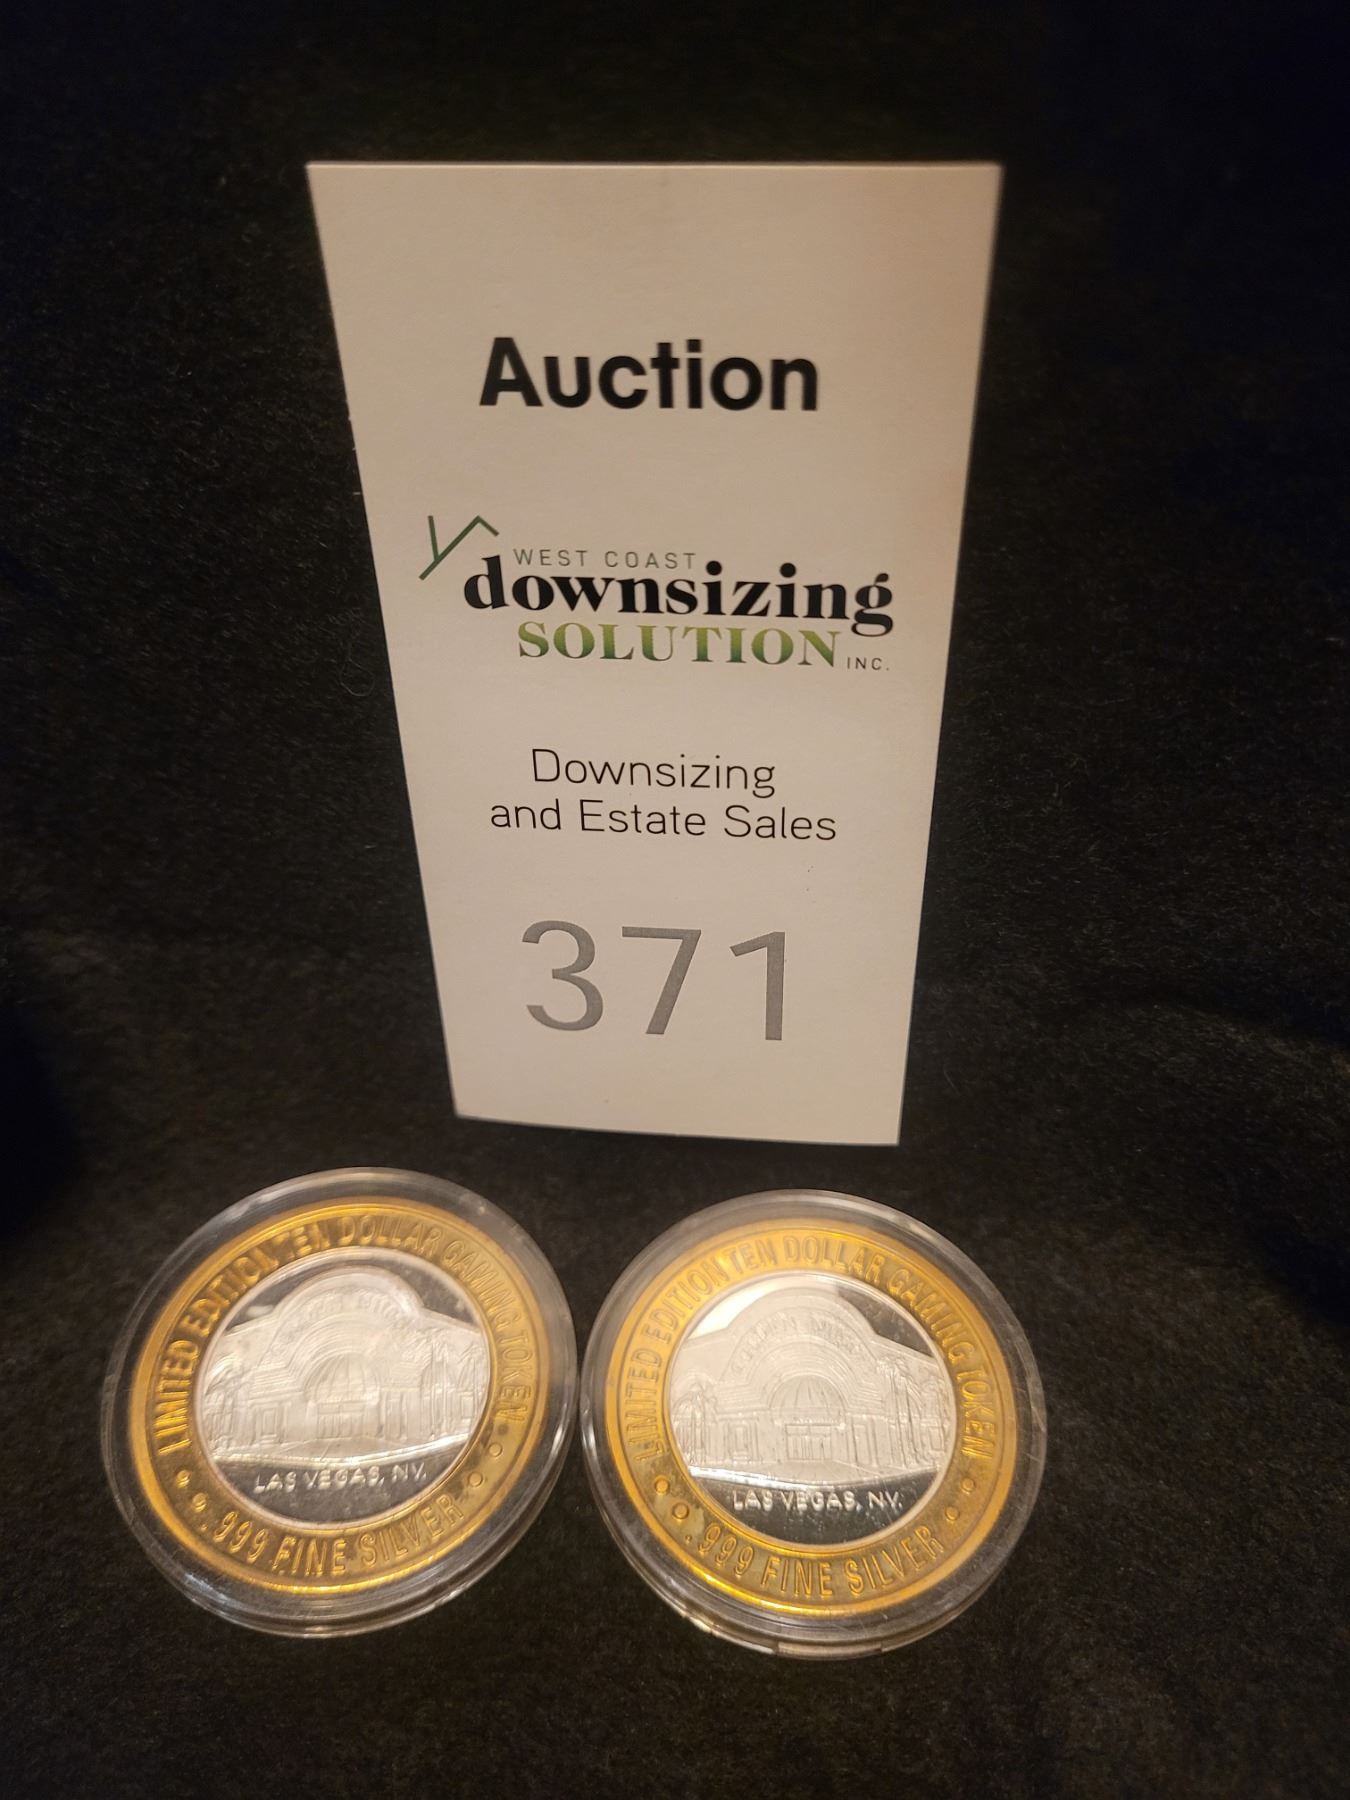 Auction
WEST COAST
downsizing
SOLUTION INC.
Downsizing
and Estate Sales
371
LIMITED EDITION TEN DOLLAR GAMING TOKEN
LAS VEGAS, NV.
.999 FINE SILVER
LIMITED EDITION TEN DOLLAR GAMING TOKEN
LAS VEGAS, NV.
.999 FINE SILVER